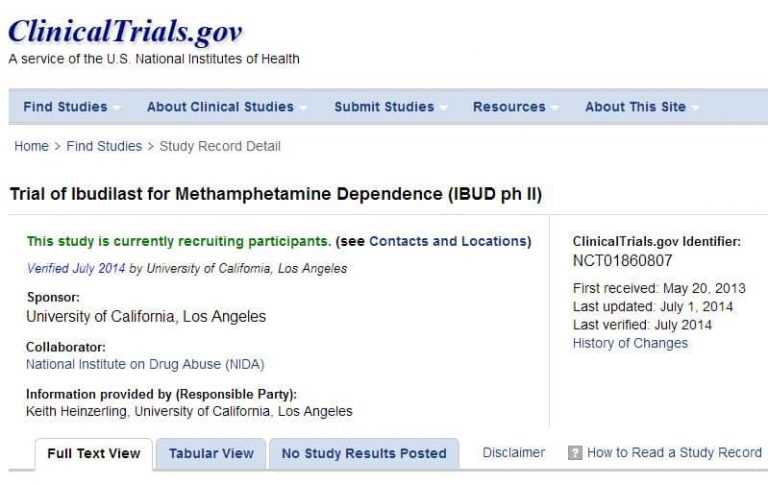 ClinicalTrials.gov
A service of the U.S. National Institutes of Health
Find Studies About Clinical Studies Submit Studies Resources About This Site
Home > Find Studies > Study Record Detail
Trial of Ibudilast for Methamphetamine Dependence (IBUD ph II)
This study is currently recruiting participants. (see Contacts and Locations)
Verified July 2014 by University of California, Los Angeles
Sponsor:
University of California, Los Angeles
Collaborator:
National Institute on Drug Abuse (NIDA)
Information provided by (Responsible Party):
Keith Heinzerling, University of California, Los Angeles
ClinicalTrials.gov Identifier:
NCT01860807
First received: May 20, 2013
Last updated: July 1, 2014
Last verified: July 2014
History of Changes
Full Text View Tabular View No Study Results Posted Disclaimer ? How to Read a Study Record